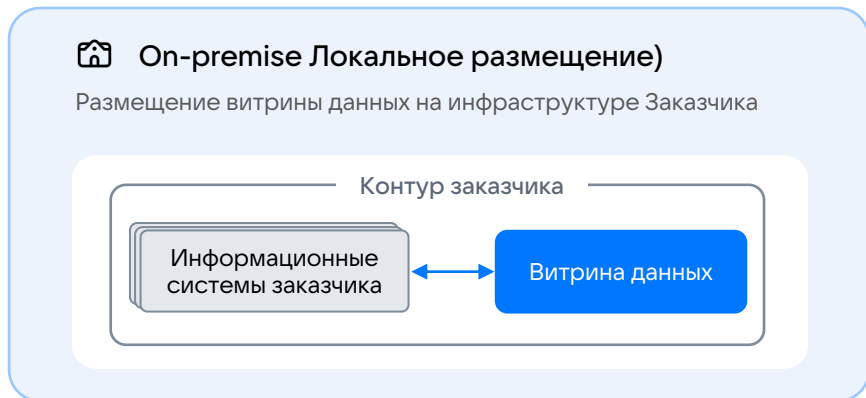 On-premise Локальное размещение)
Размещение витрины данных на инфраструктуре Заказчика
Контур заказчика
Информационные
системы заказчика
Витрина данных